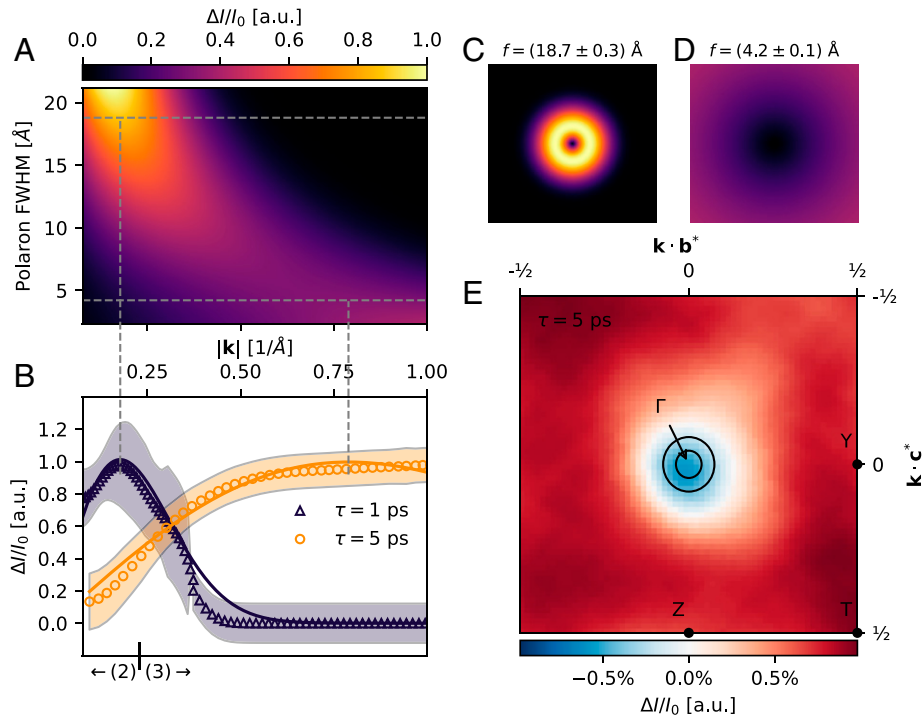 ΔI/I₀ [a.u.]
A
0.0 0.2 0.4 0.6 0.8 1.0
Polaron FWHM [Å]
20
15
10
5
|k| [1/Å]
B
0.25 0.50 0.75 1.00
ΔI/I₀ [a.u.]
1.2
1.0
0.8
0.6
0.4
0.2
0.0
τ = 1 ps
τ = 5 ps
← (2) (3) →
C
f = (18.7 ± 0.3) Å
D
f = (4.2 ± 0.1) Å
k · b*
-½ 0 ½
E
τ = 5 ps
Γ
Y
Z
T
-½
0
½
k · c*
−0.5% 0.0% 0.5%
ΔI/I₀ [a.u.]